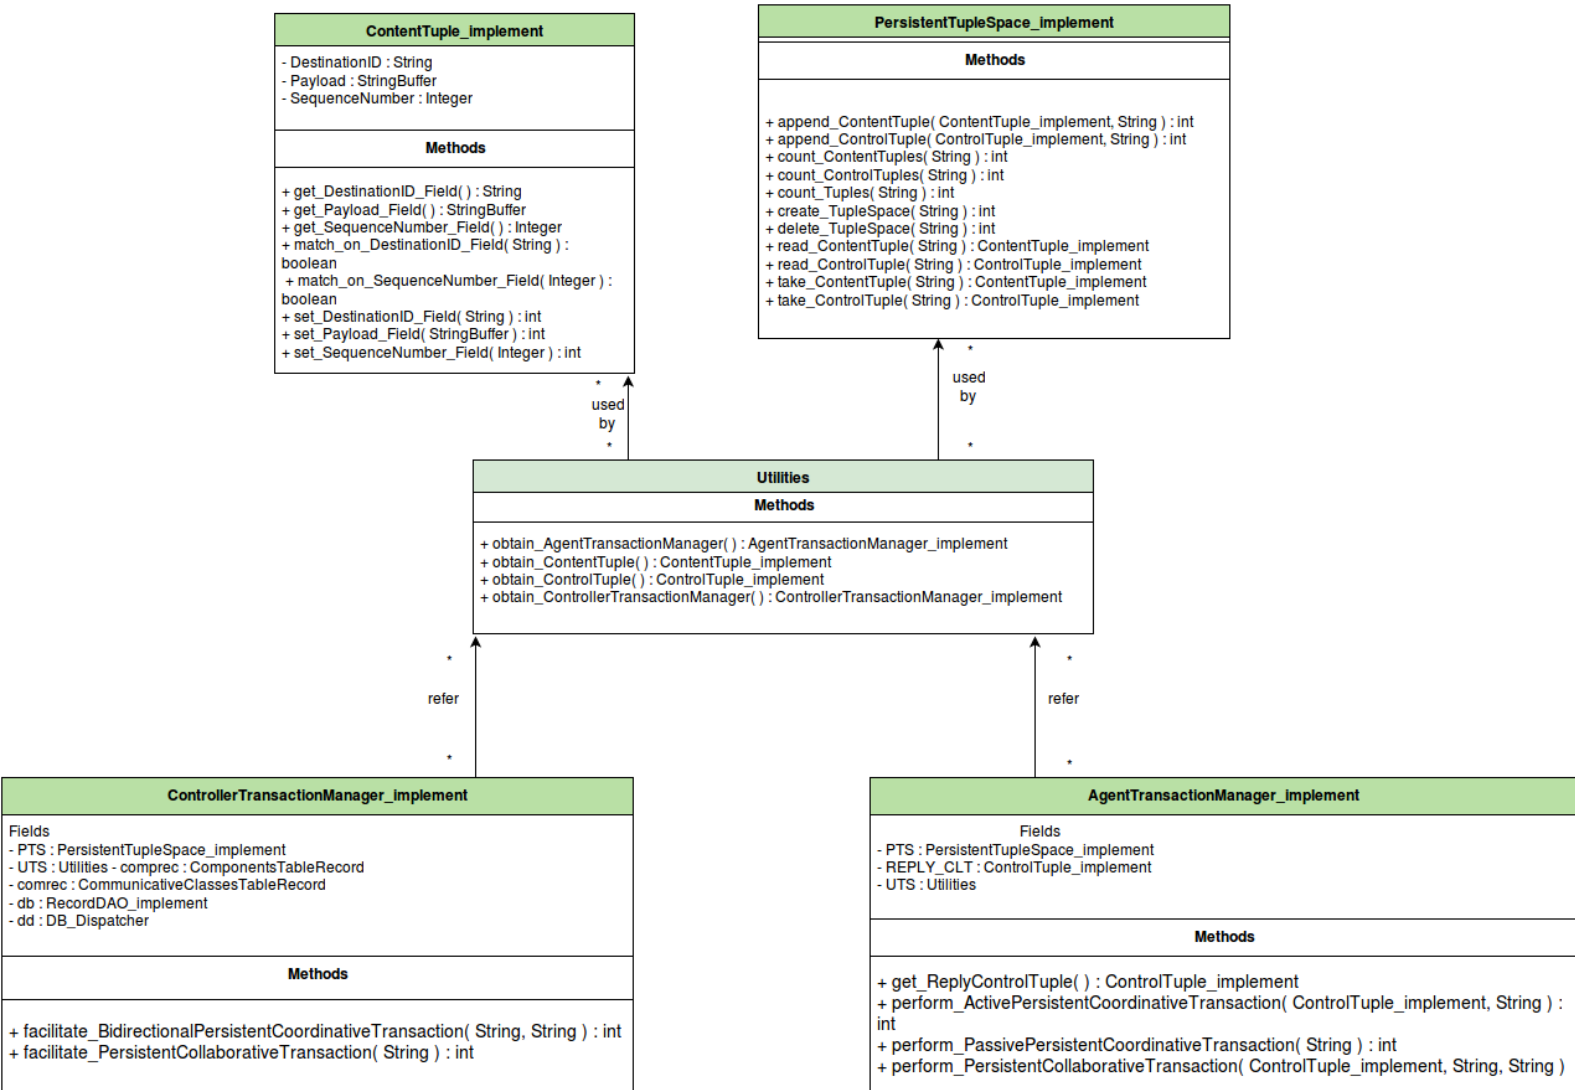 ContentTuple_implement
- DestinationID : String
- Payload : StringBuffer
- SequenceNumber : Integer
Methods
+ get_DestinationID_Field( ) : String
+ get_Payload_Field( ) : StringBuffer
+ get_SequenceNumber_Field( ) : Integer
+ match_on_DestinationID_Field( String ) :
boolean
+ match_on_SequenceNumber_Field( Integer ) :
boolean
+ set_DestinationID_Field( String ) : int
+ set_Payload_Field( StringBuffer ) : int
+ set_SequenceNumber_Field( Integer ) : int
PersistentTupleSpace_implement
Methods
+ append_ContentTuple( ContentTuple_implement, String ) : int
+ append_ControlTuple( ControlTuple_implement, String ) : int
+ count_ContentTuples( String ) : int
+ count_ControlTuples( String ) : int
+ count_Tuples( String ) : int
+ create_TupleSpace( String ) : int
+ delete_TupleSpace( String ) : int
+ read_ContentTuple( String ) : ContentTuple_implement
+ read_ControlTuple( String ) : ControlTuple_implement
+ take_ContentTuple( String ) : ContentTuple_implement
+ take_ControlTuple( String ) : ControlTuple_implement
*
used
by
*
*
used
by
*
Utilities
Methods
+ obtain_AgentTransactionManager( ) : AgentTransactionManager_implement
+ obtain_ContentTuple( ) : ContentTuple_implement
+ obtain_ControlTuple( ) : ControlTuple_implement
+ obtain_ControllerTransactionManager( ) : ControllerTransactionManager_implement
*
refer
*
*
refer
*
ControllerTransactionManager_implement
Fields
- PTS : PersistentTupleSpace_implement
- UTS : Utilities - comprec : ComponentsTableRecord
- comrec : CommunicativeClassesTableRecord
- db : RecordDAO_implement
- dd : DB_Dispatcher
Methods
+ facilitate_BidirectionalPersistentCoordinativeTransaction( String, String ) : int
+ facilitate_PersistentCollaborativeTransaction( String ) : int
AgentTransactionManager_implement
Fields
- PTS : PersistentTupleSpace_implement
- REPLY_CLT : ControlTuple_implement
- UTS : Utilities
Methods
+ get_ReplyControlTuple( ) : ControlTuple_implement
+ perform_ActivePersistentCoordinativeTransaction( ControlTuple_implement, String ) :
int
+ perform_PassivePersistentCoordinativeTransaction( String ) : int
+ perform_PersistentCollaborativeTransaction( ControlTuple_implement, String, String )